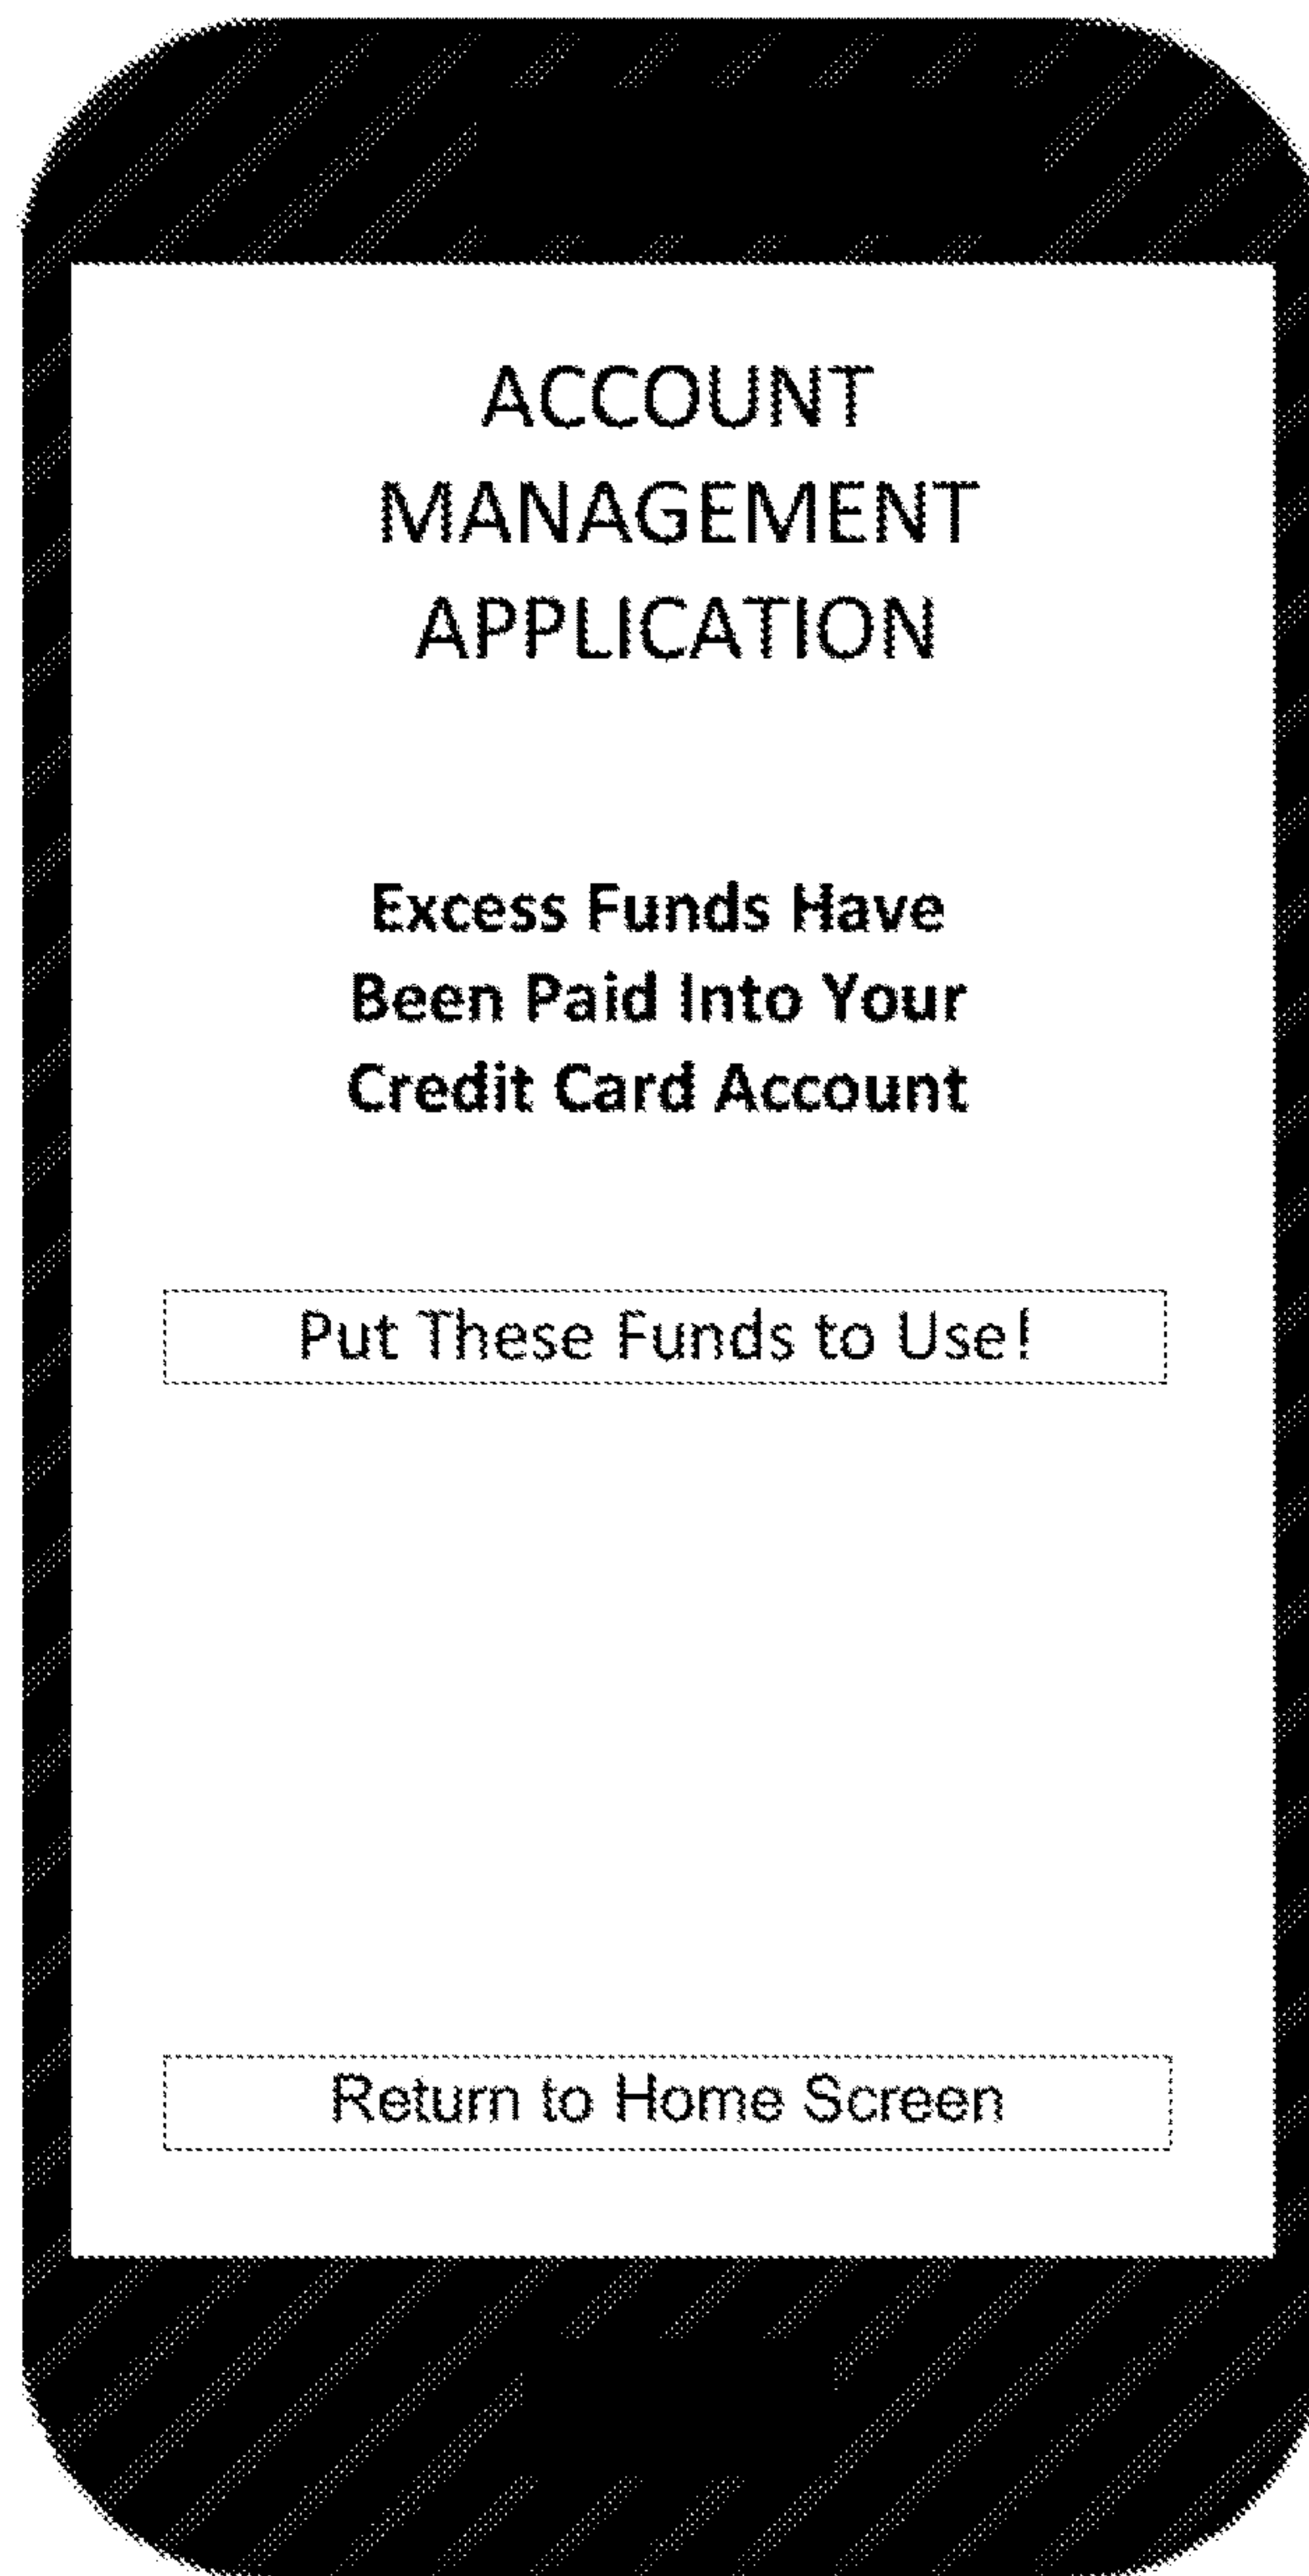 ACCOUNT
MANAGEMENT
APPLICATION
Excess Funds Have
Been Paid Into Your
Credit Card Account
Put These Funds to Use!
Return to Home Screen